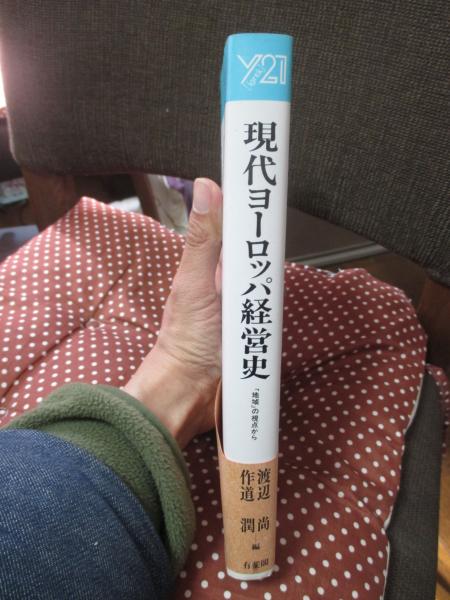 Y21
現代ヨーロッパ経営史
「地域」の視点から
渡辺 尚
作道 潤
編
有斐閣